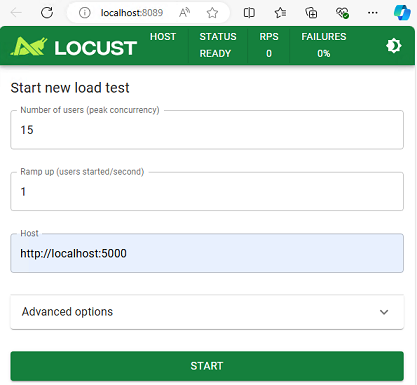 localhost:8089
LOCUST
HOST
STATUS
READY
RPS
0
FAILURES
0%
Start new load test
Number of users (peak concurrency)
15
Ramp up (users started/second)
1
Host
http://localhost:5000
Advanced options
START